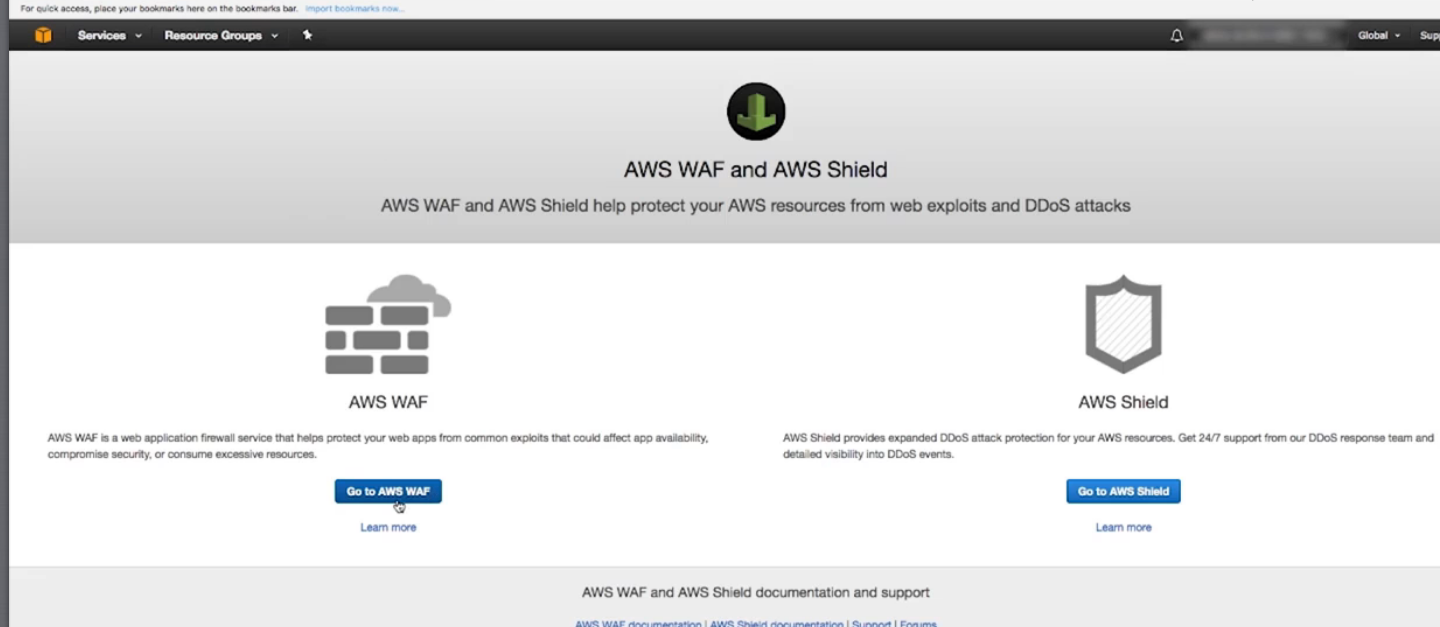 For quick access, place your bookmarks here on the bookmarks bar. Import bookmarks now...
Services Resource Groups Global
AWS WAF and AWS Shield
AWS WAF and AWS Shield help protect your AWS resources from web exploits and DDoS attacks
AWS WAF
AWS WAF is a web application firewall service that helps protect your web apps from common exploits that could affect app availability,
compromise security, or consume excessive resources.
Go to AWS WAF
Learn more
AWS Shield
AWS Shield provides expanded DDoS attack protection for your AWS resources. Get 24/7 support from our DDoS response team and
detailed visibility into DDoS events.
Go to AWS Shield
Learn more
AWS WAF and AWS Shield documentation and support
AWS WAF documentation | AWS Shield documentation | Support | Forums